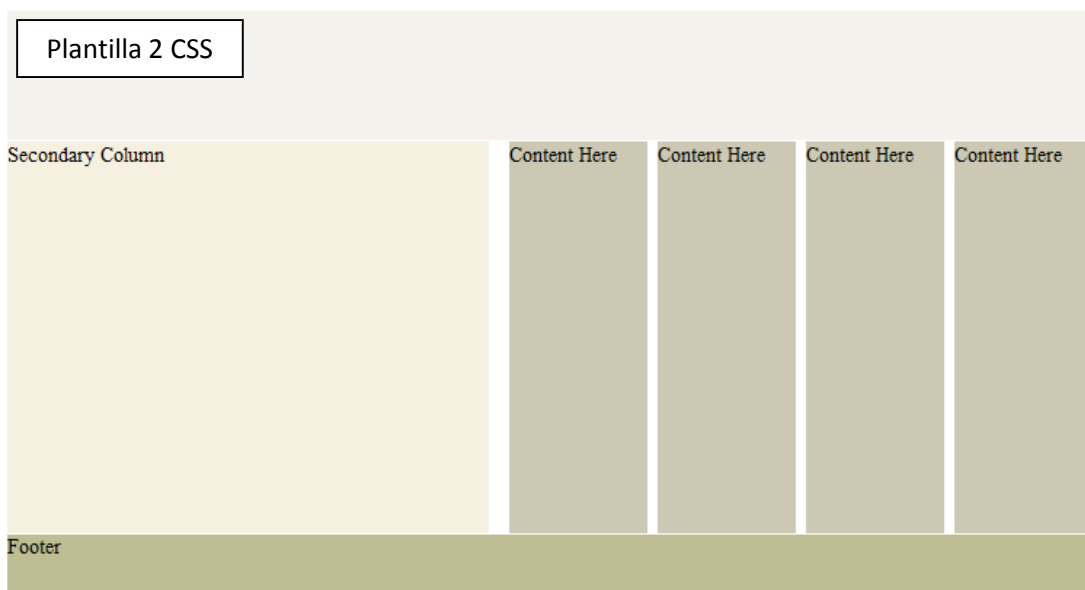 Plantilla 2 CSS
Secondary Column
Content Here
Content Here
Content Here
Content Here
Footer